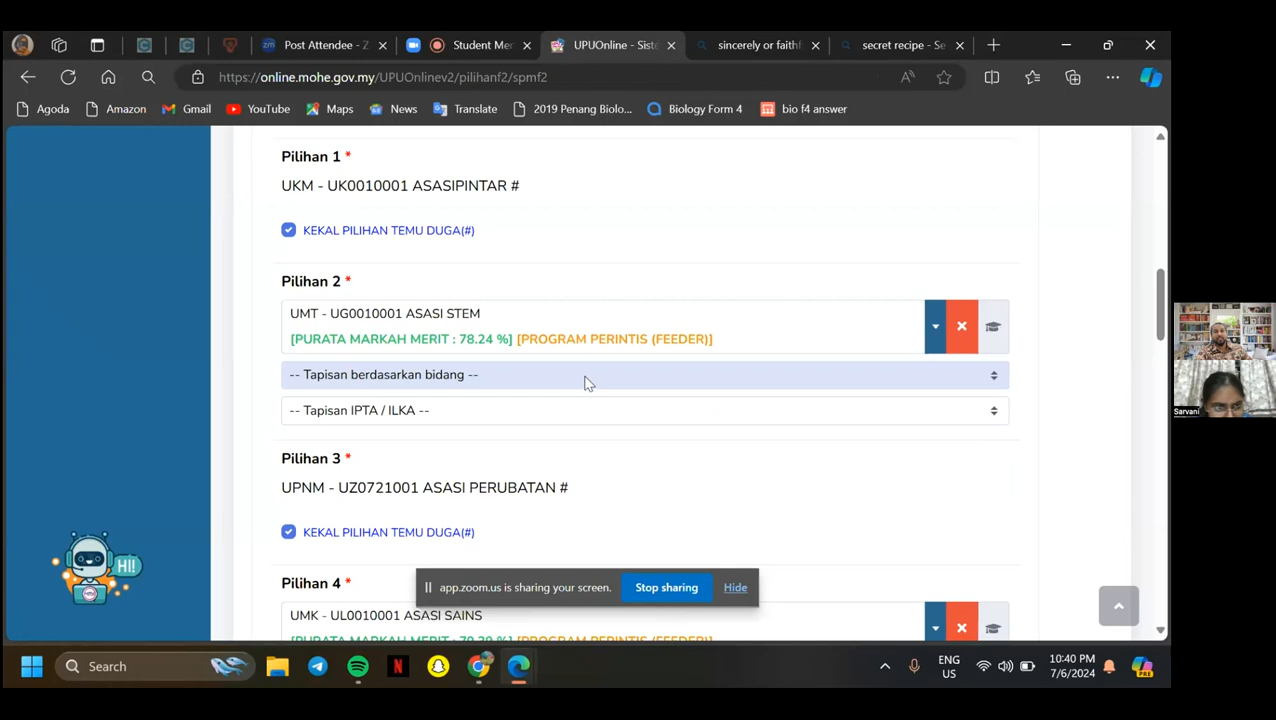 Post Attendee - Z
Student Mer
UPUOnline - Sist
sincerely or faithf
secret recipe - Se
https://online.mohe.gov.my/UPUOnlinev2/pilihanf2/spmf2
Agoda
Amazon
Gmail
YouTube
Maps
News
Translate
2019 Penang Biolo...
Biology Form 4
bio f4 answer
Pilihan 1 *
UKM - UK0010001 ASASIPINTAR #
KEKAL PILIHAN TEMU DUGA(#)
Pilihan 2 *
UMT - UG0010001 ASASI STEM
[PURATA MARKAH MERIT : 78.24 %] [PROGRAM PERINTIS (FEEDER)]
-- Tapisan berdasarkan bidang --
-- Tapisan IPTA / ILKA --
Pilihan 3 *
UPNM - UZ0721001 ASASI PERUBATAN #
KEKAL PILIHAN TEMU DUGA(#)
HI!
Pilihan 4 *
app.zoom.us is sharing your screen.
Stop sharing
Hide
UMK - UL0010001 ASASI SAINS
Sarvani
Search
ENG
US
10:40 PM
7/6/2024